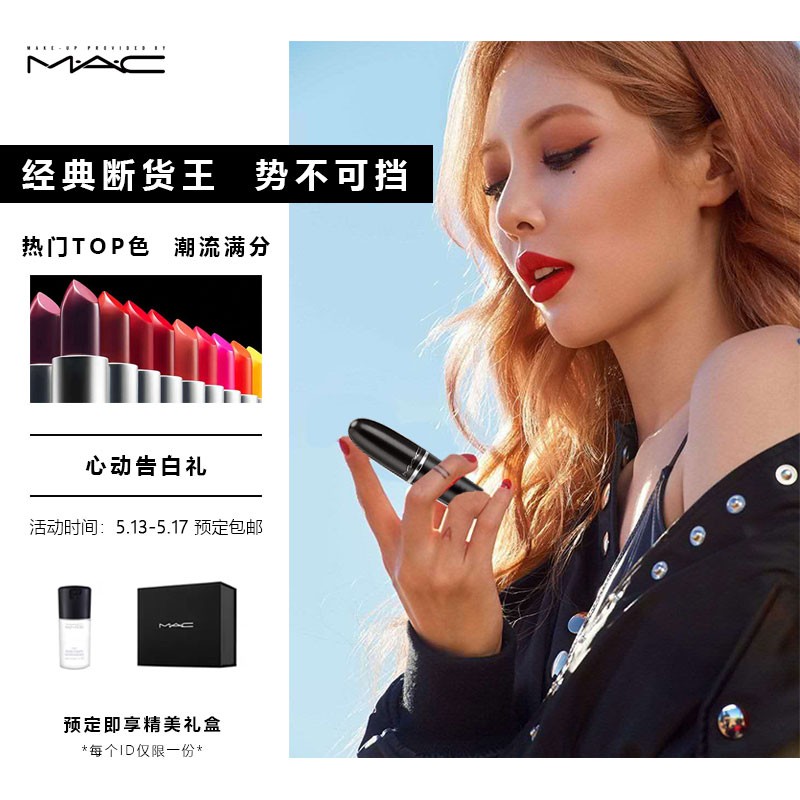 MAKE-UP PROVIDED BY
M·A·C
经典断货王 势不可挡
热门TOP色 潮流满分
心动告白礼
活动时间：5.13-5.17 预定包邮
MAC
MAC
预定即享精美礼盒
*每个ID仅限一份*